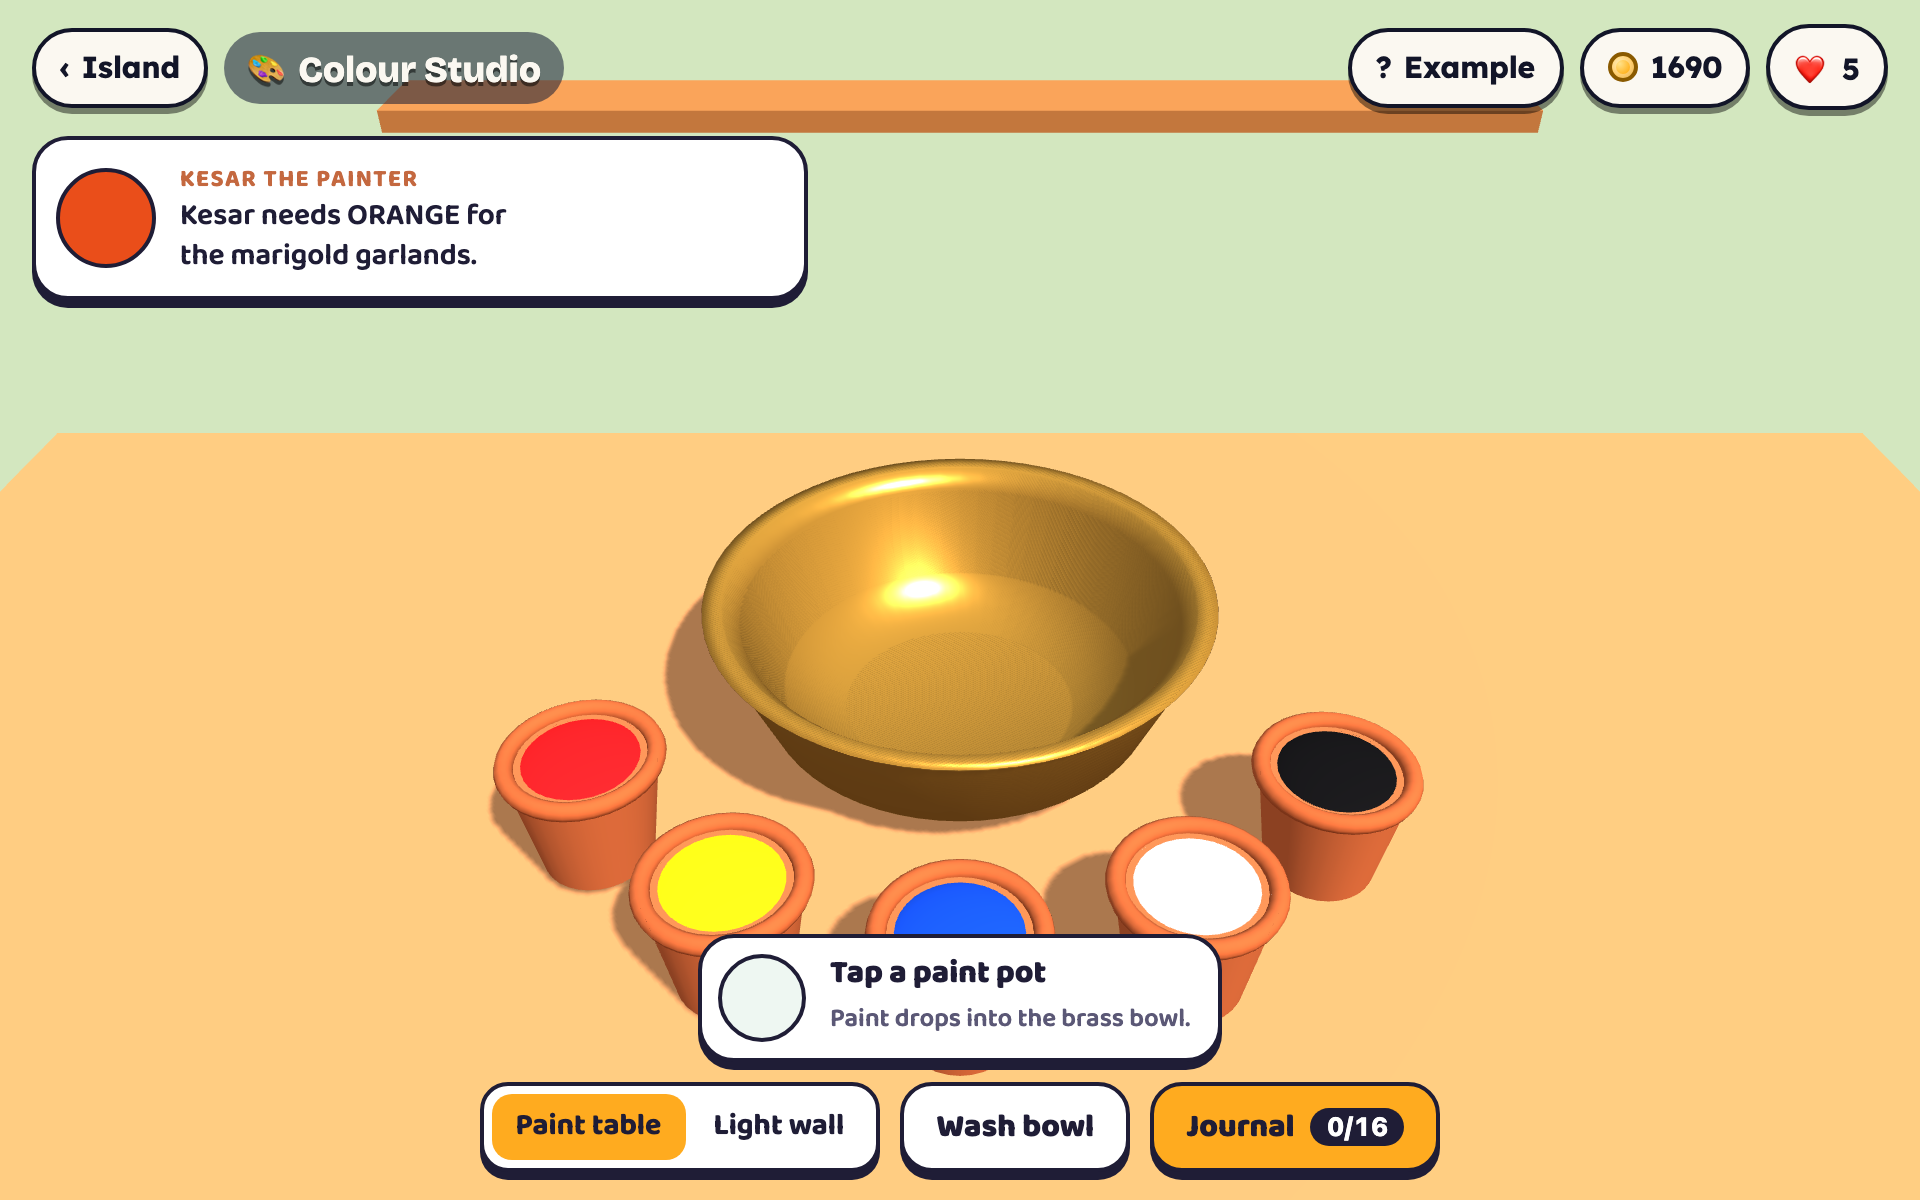 ‹ Island
🎨 Colour Studio
? Example
1690
❤️ 5
KESAR THE PAINTER
Kesar needs ORANGE for
the marigold garlands.
Tap a paint pot
Paint drops into the brass bowl.
Paint table
Light wall
Wash bowl
Journal 0/16